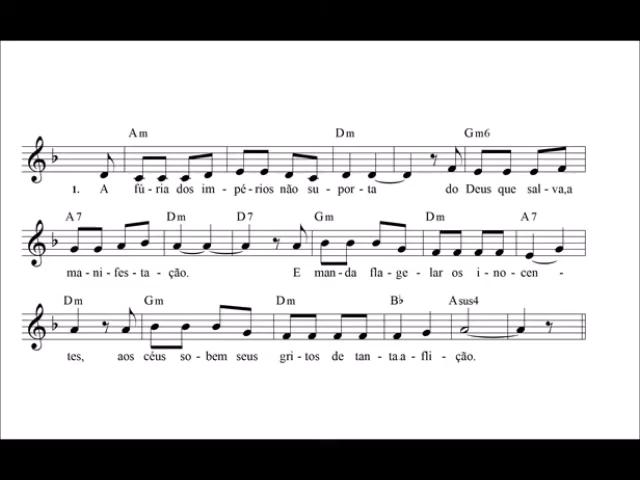 Am Dm Gm6
1. A fú-ria dos im-pé-rios não su-por-ta do Deus que sal-va,a
A7 Dm D7 Gm Dm A7
ma-ni-fes-ta-ção. E man-da fla-ge-lar os i-no-cen-
Dm Gm Dm B♭ Asus4
tes, aos céus so-bem seus gri-tos de tan-taa-fli-ção.